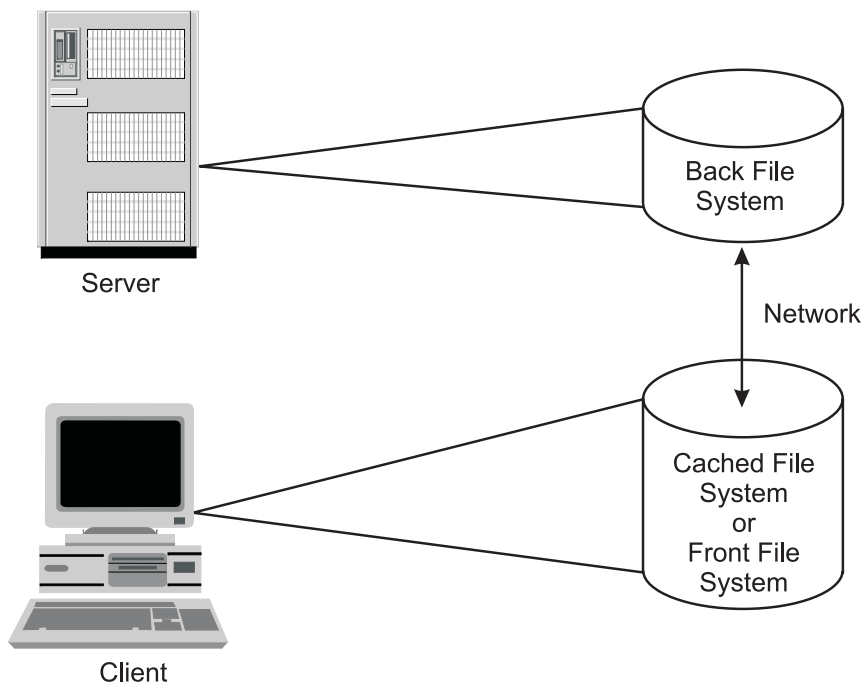 Back File
System
Server
Network
Cached File
System
or
Front File
System
Client